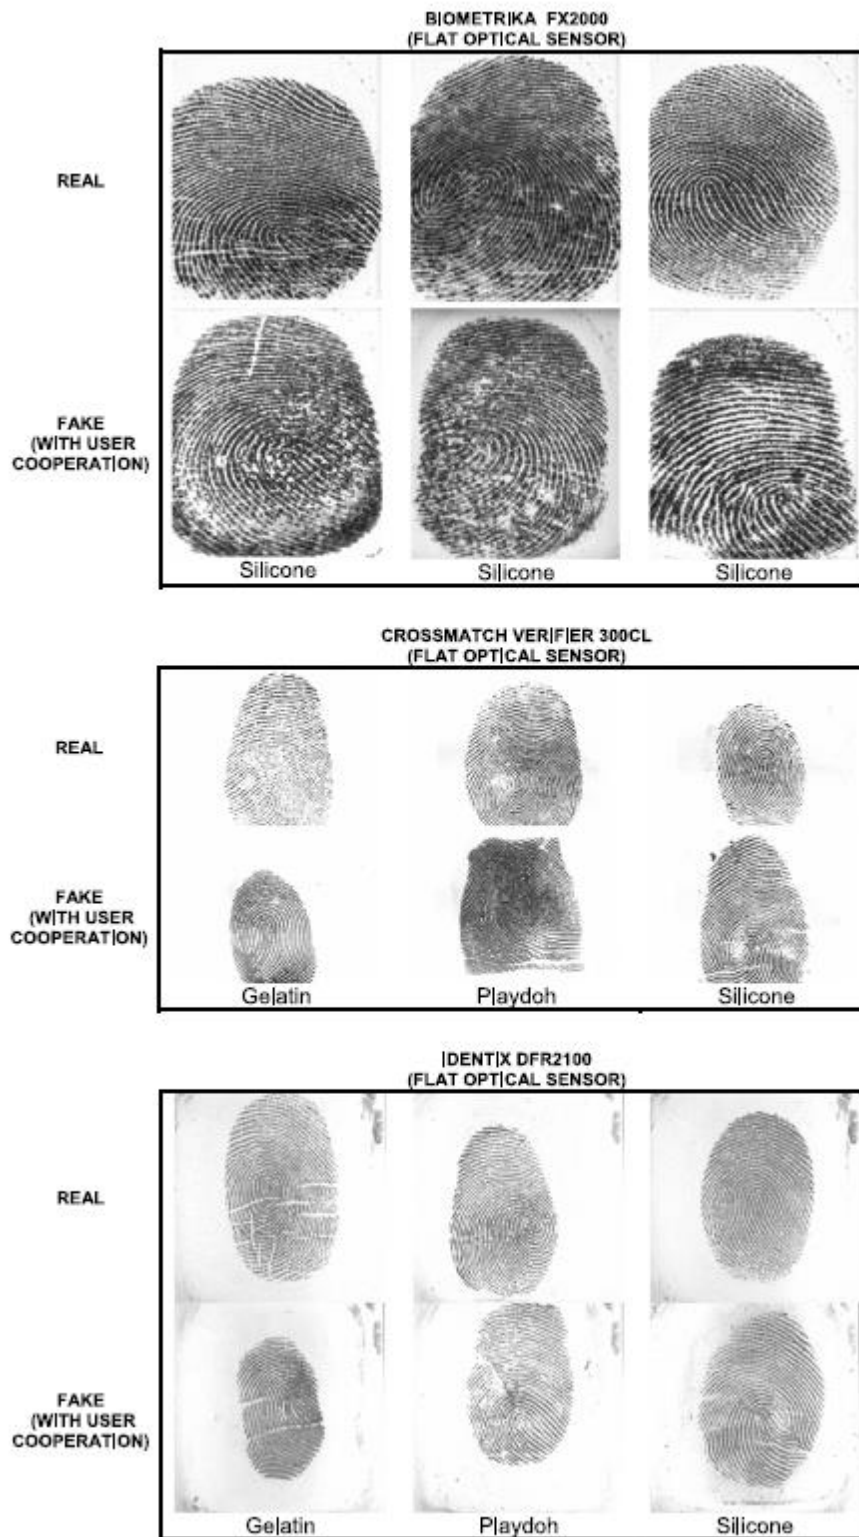 BIOMETRIKA FX2000
(FLAT OPTICAL SENSOR)
REAL
FAKE
(WITH USER
COOPERATION)
Silicone Silicone Silicone
CROSSMATCH VERIFIER 300CL
(FLAT OPTICAL SENSOR)
REAL
FAKE
(WITH USER
COOPERATION)
Gelatin Playdoh Silicone
IDENTIX DFR2100
(FLAT OPTICAL SENSOR)
REAL
FAKE
(WITH USER
COOPERATION)
Gelatin Playdoh Silicone